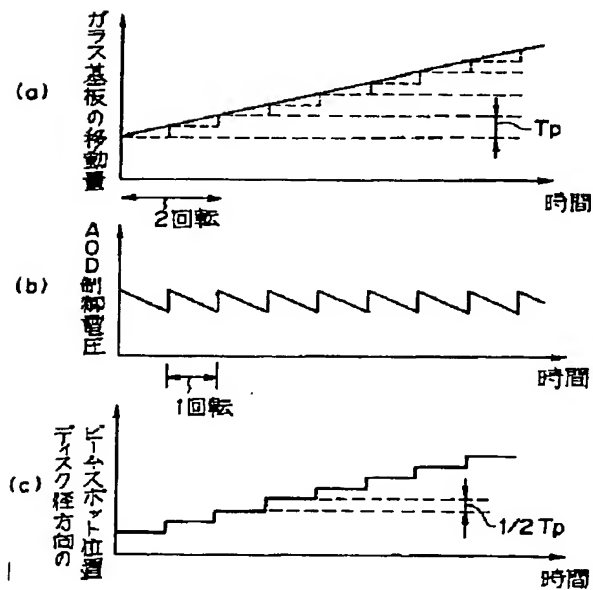 (a)
ガラス基板の移動量
Tp
時間
2回転
(b)
AOD制御電圧
時間
1回転
(c)
ビームスポット位置
ディスク径方向の
1/2 Tp
時間